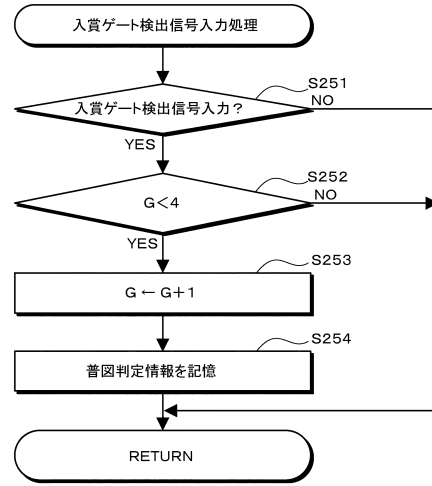 入賞ゲート検出信号入力処理
S251
入賞ゲート検出信号入力？
NO
YES
S252
G＜4
NO
YES
S253
G ← G＋1
S254
普図判定情報を記憶
RETURN